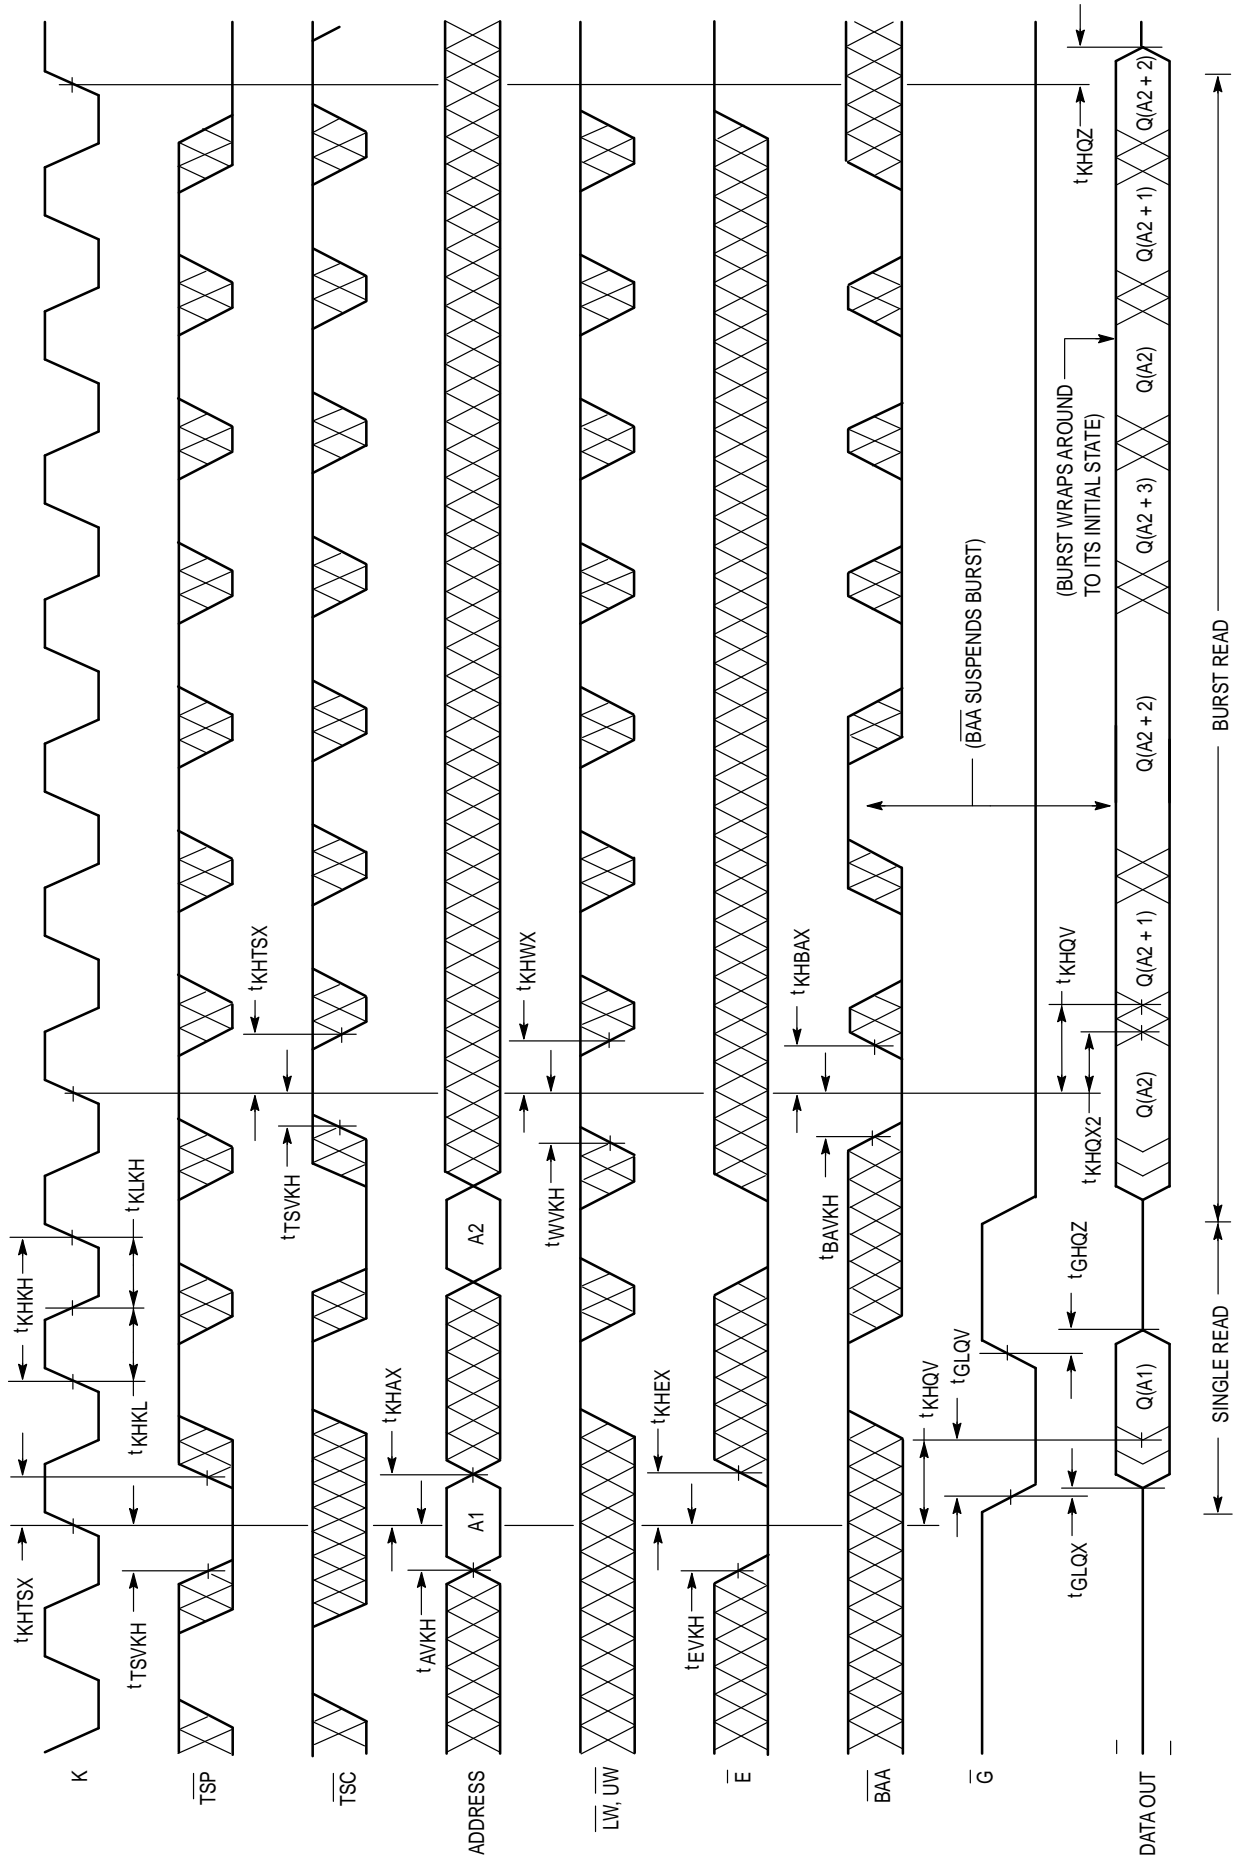 K
TSP
TSC
ADDRESS
LW, UW
E
BAA
G
DATA OUT
tKHTSX
tTSVKH
tKHKH
tKHKL
tKLKH
tTSVKH
tKHTSX
tAVKH
tKHAX
A1
A2
tWVKH
tKHWX
tEVKH
tKHEX
tBAVKH
tKHBAX
(BAA SUSPENDS BURST)
tKHQV
tGLQV
tGLQX
tGHQZ
tKHQX2
tKHQV
(BURST WRAPS AROUND
TO ITS INITIAL STATE)
tKHQZ
Q(A1)
Q(A2)
Q(A2 + 1)
Q(A2 + 2)
Q(A2 + 3)
Q(A2)
Q(A2 + 1)
Q(A2 + 2)
SINGLE READ
BURST READ